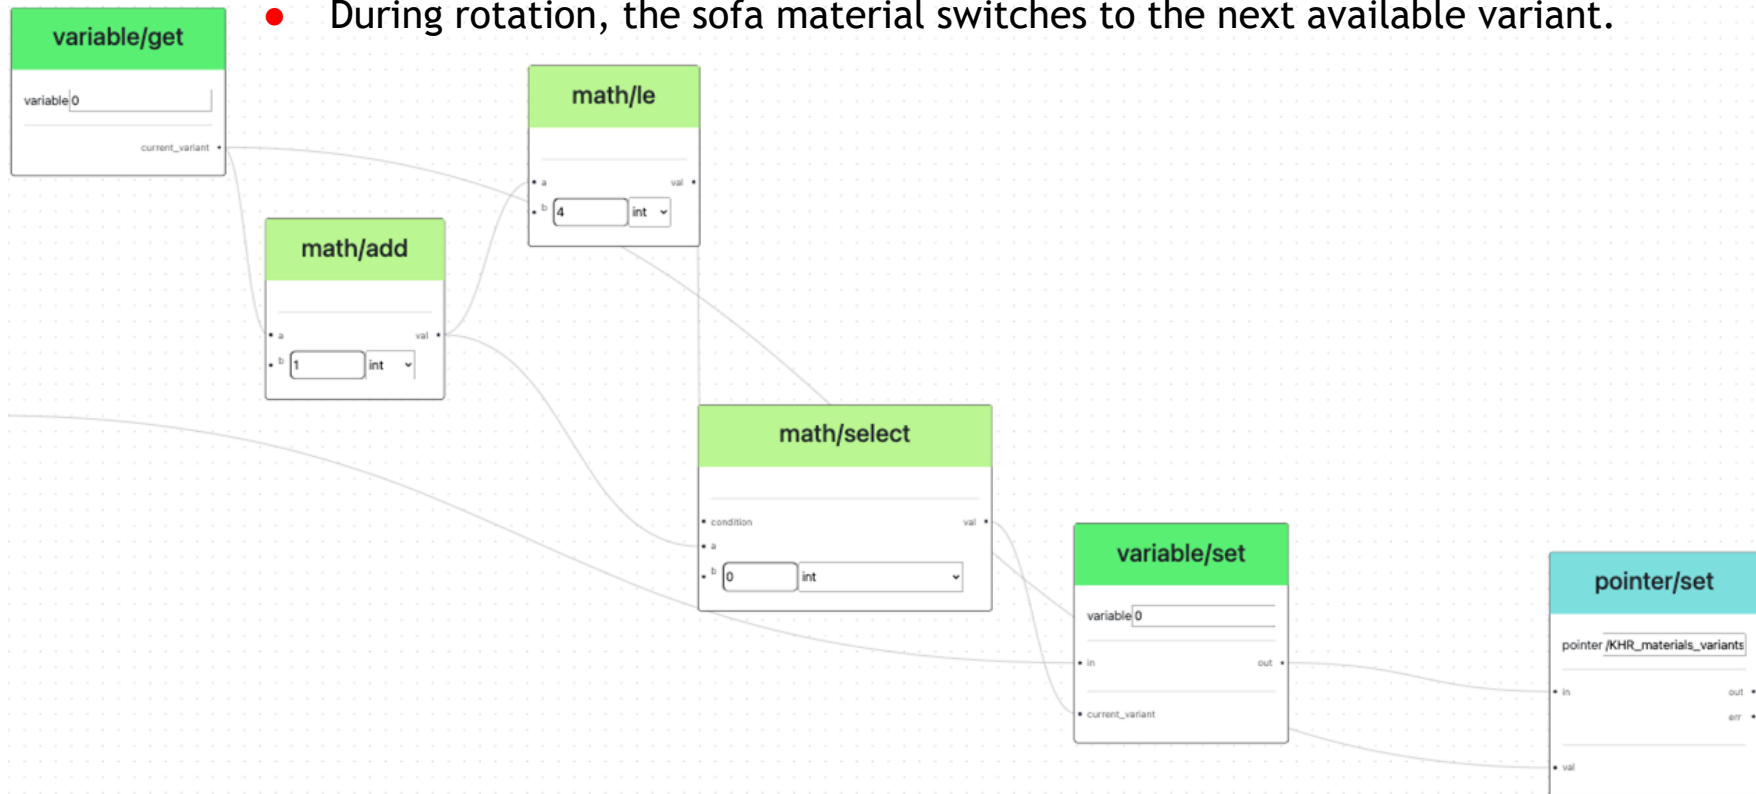 ● During rotation, the sofa material switches to the next available variant.
variable/get
variable 0
current_variant
math/le
a val
b 4 int
math/add
a val
b 1 int
math/select
condition val
a
b 0 int
variable/set
variable 0
in out
current_variant
pointer/set
pointer /KHR_materials_variants
in out
err
val